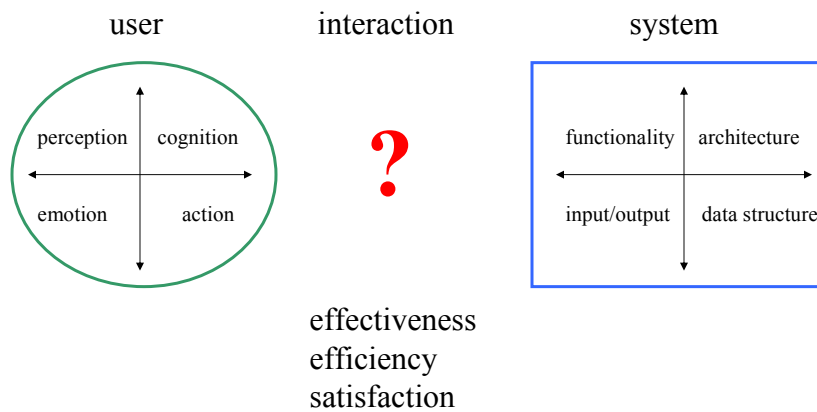 user interaction system
perception cognition ? functionality architecture
emotion action input/output data structure
effectiveness
efficiency
satisfaction